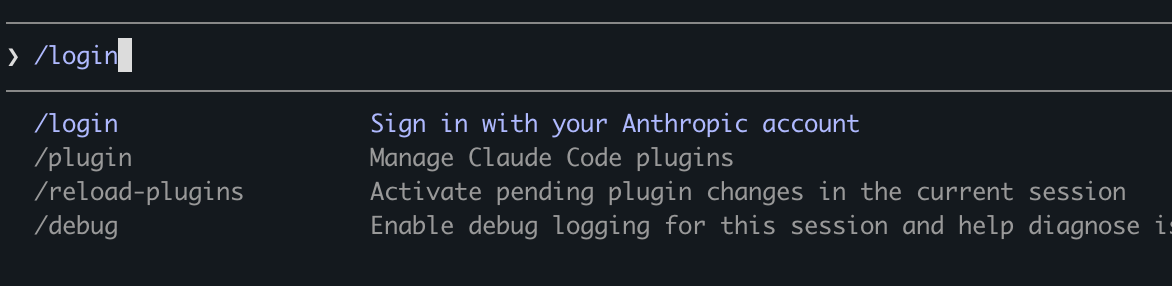 ❯ /login
/login Sign in with your Anthropic account
/plugin Manage Claude Code plugins
/reload-plugins Activate pending plugin changes in the current session
/debug Enable debug logging for this session and help diagnose